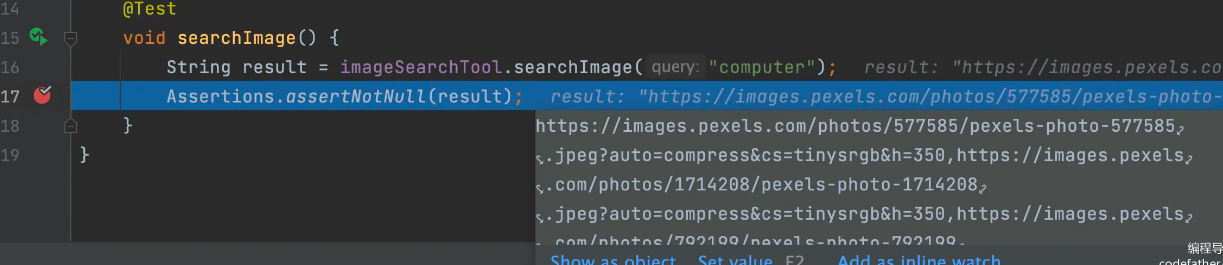 14 @Test
15 void searchImage() {
16 String result = imageSearchTool.searchImage( query: "computer"); result: "https://images.pexels.co
17 Assertions.assertNotNull(result); result: "https://images.pexels.com/photos/577585/pexels-photo-
18 }
19 }
https://images.pexels.com/photos/577585/pexels-photo-577585
.jpeg?auto=compress&cs=tinysrgb&h=350,https://images.pexels
.com/photos/1714208/pexels-photo-1714208
.jpeg?auto=compress&cs=tinysrgb&h=350,https://images.pexels
.com/photos/792199/pexels-photo-792199
Show as object Set value F2 Add as inline watch
编程导
codefather